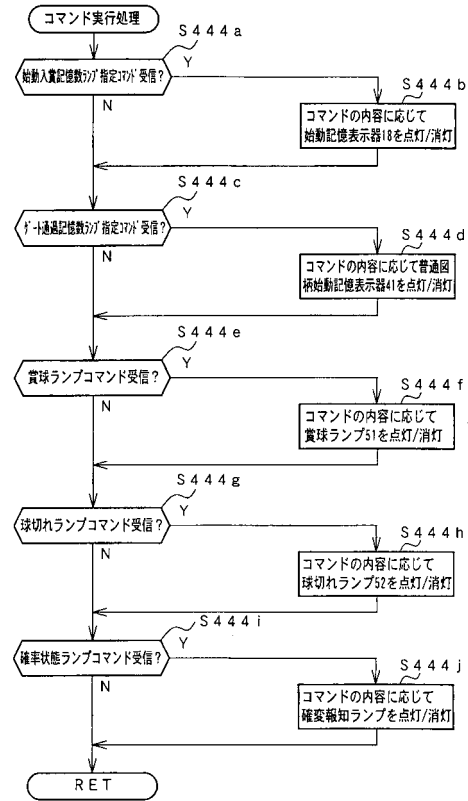 コマンド実行処理
S444a
始動入賞記憶数ランプ指定コマンド受信?
Y
N
S444b
コマンドの内容に応じて
始動記憶表示器18を点灯/消灯
S444c
ゲート通過記憶数ランプ指定コマンド受信?
Y
N
S444d
コマンドの内容に応じて普通図
柄始動記憶表示器41を点灯/消灯
S444e
賞球ランプコマンド受信?
Y
N
S444f
コマンドの内容に応じて
賞球ランプ51を点灯/消灯
S444g
球切れランプコマンド受信?
Y
N
S444h
コマンドの内容に応じて
球切れランプ52を点灯/消灯
S444i
確率状態ランプコマンド受信?
Y
N
S444j
コマンドの内容に応じて
確変報知ランプを点灯/消灯
RET